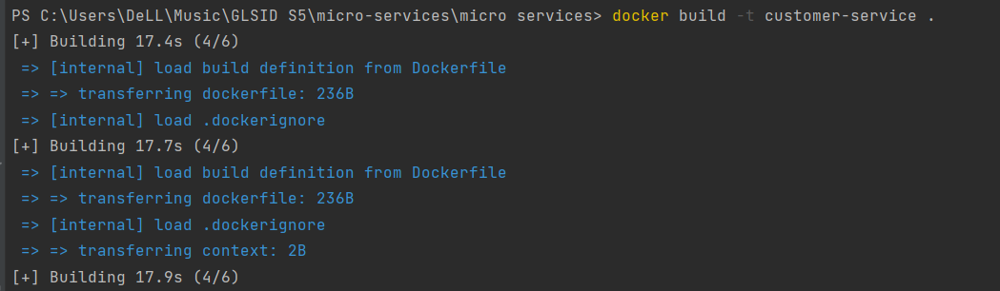 PS C:\Users\DeLL\Music\GLSID S5\micro-services\micro services> docker build -t customer-service .
[+] Building 17.4s (4/6)
=> [internal] load build definition from Dockerfile
=> => transferring dockerfile: 236B
=> [internal] load .dockerignore
[+] Building 17.7s (4/6)
=> [internal] load build definition from Dockerfile
=> => transferring dockerfile: 236B
=> [internal] load .dockerignore
=> => transferring context: 2B
[+] Building 17.9s (4/6)